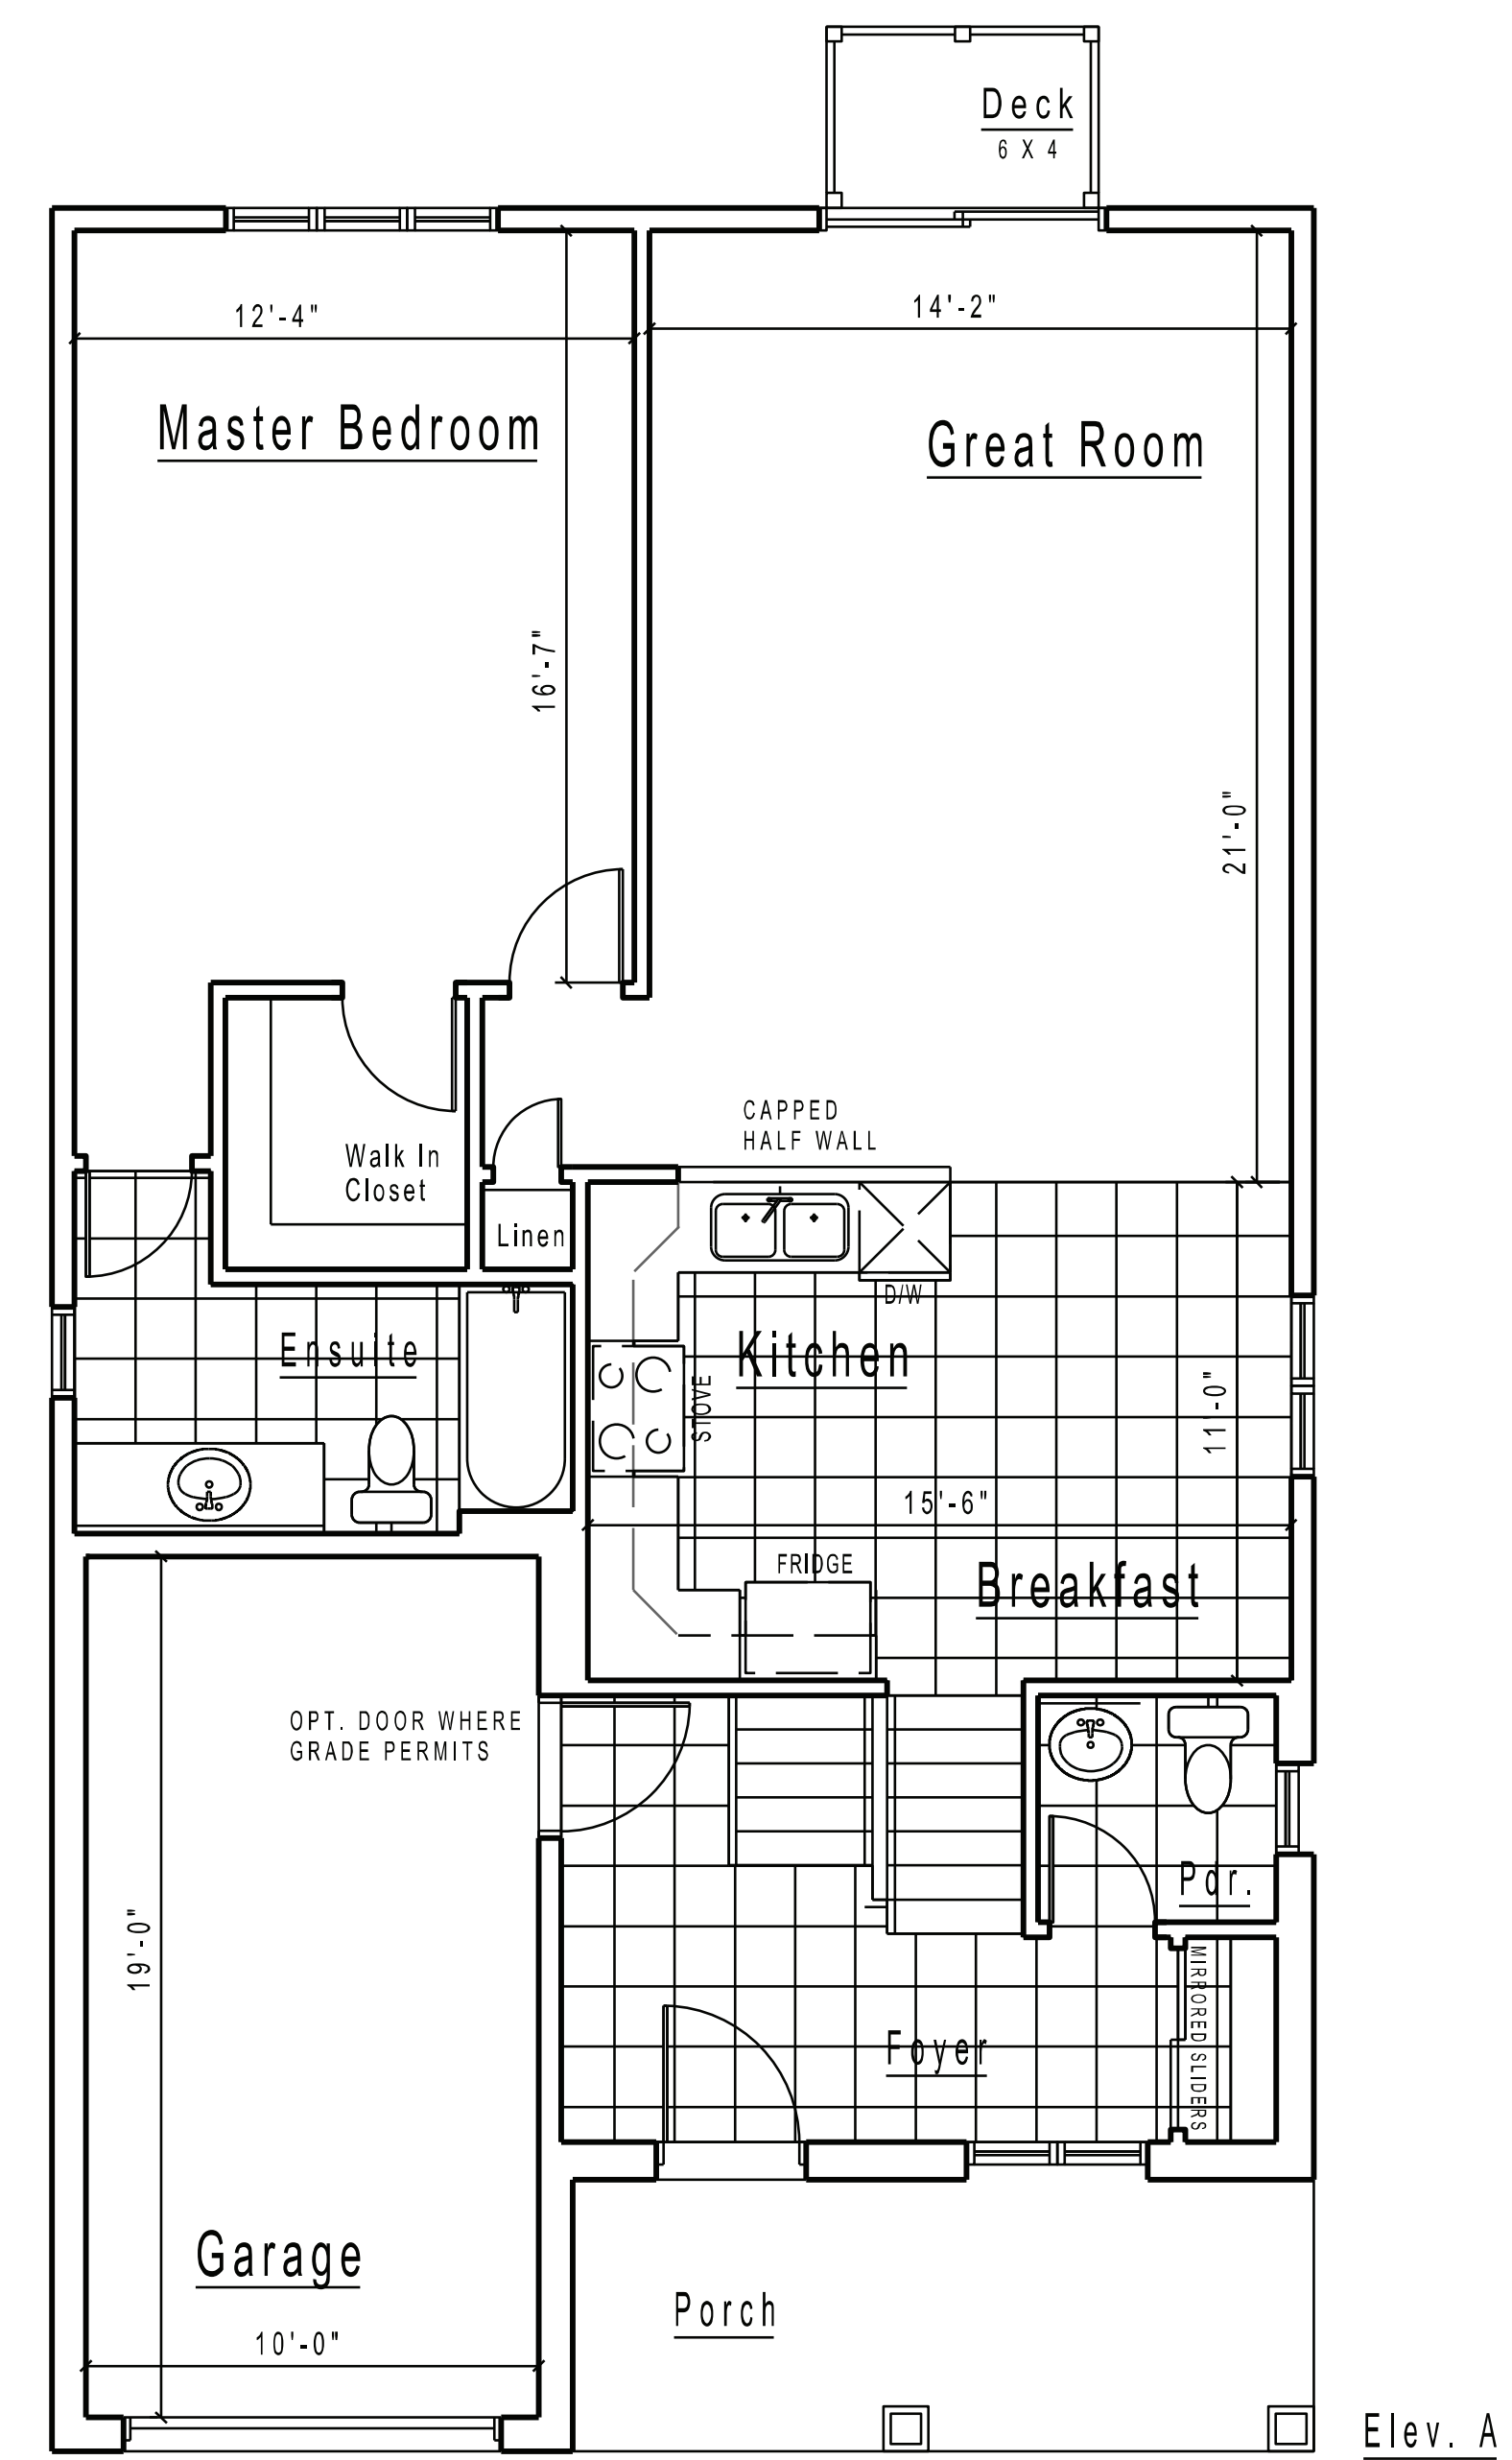 Deck
6 X 4
12'-4"
14'-2"
Master Bedroom
Great Room
16'-7"
21'-0"
CAPPED
HALF WALL
Walk In
Closet
Linen
D/W
Ensuite
Kitchen
STOVE
11'-0"
15'-6"
FRIDGE
Breakfast
OPT. DOOR WHERE
GRADE PERMITS
Pdr.
19'-0"
MIRRORED SLIDERS
Foyer
Garage
Porch
10'-0"
Elev. A